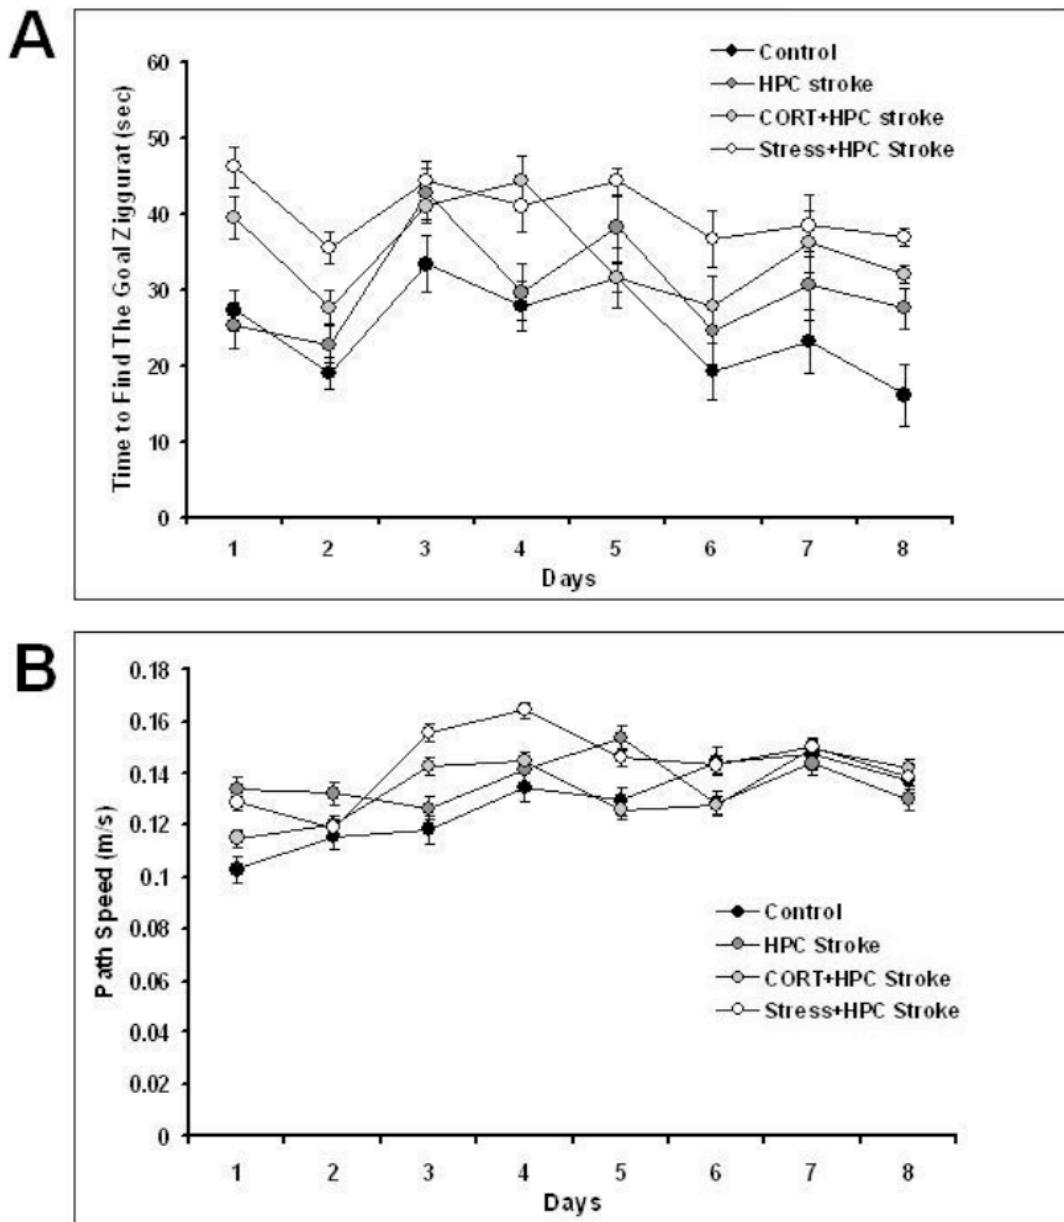 A
Control
HPC stroke
CORT+HPC stroke
Stress+HPC Stroke
Time to Find The Goal Ziggurat (sec)
60
50
40
30
20
10
0
1 2 3 4 5 6 7 8
Days
B
0.18
0.16
0.14
0.12
0.1
0.08
0.06
0.04
0.02
0
Path Speed (m/s)
Control
HPC Stroke
CORT+HPC Stroke
Stress+HPC Stroke
1 2 3 4 5 6 7 8
Days